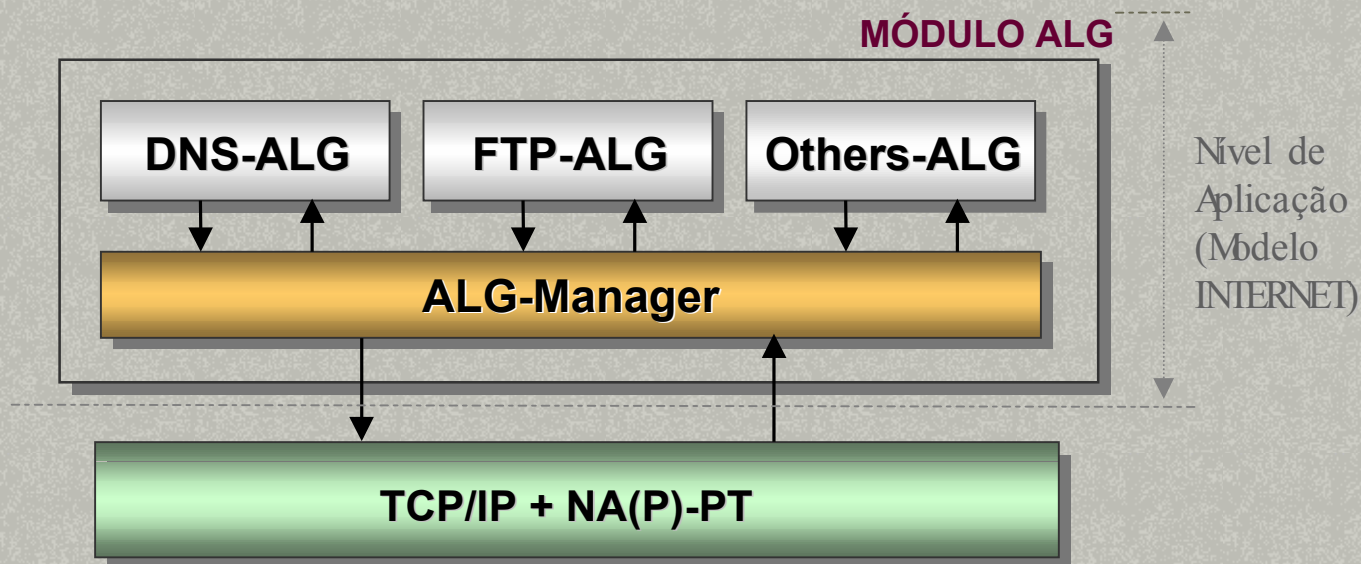 MÓDULO ALG
DNS-ALG
FTP-ALG
Others-ALG
Nível de
Aplicação
(Modelo
INTERNET)
ALG-Manager
TCP/IP + NA(P)-PT